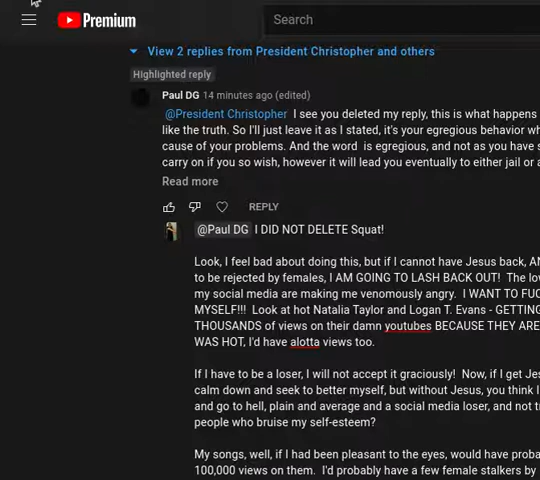 Premium
Search
View 2 replies from President Christopher and others
Highlighted reply
Paul DG 14 minutes ago (edited)
@President Christopher I see you deleted my reply, this is what happens
like the truth. So I'll just leave it as I stated, it's your egregious behavior wh
cause of your problems. And the word is egregious, and not as you have s
carry on if you so wish, however it will lead you eventually to either jail or a
Read more
REPLY
@Paul DG I DID NOT DELETE Squat!
Look, I feel bad about doing this, but if I cannot have Jesus back, AN
to be rejected by females, I AM GOING TO LASH BACK OUT! The lo
my social media are making me venomously angry. I WANT TO FUC
MYSELF!!! Look at hot Natalia Taylor and Logan T. Evans - GETTING
THOUSANDS of views on their damn youtubes BECAUSE THEY ARE
WAS HOT, I'd have alotta views too.
If I have to be a loser, I will not accept it graciously! Now, if I get Jes
calm down and seek to better myself, but without Jesus, you think I
and go to hell, plain and average and a social media loser, and not tr
people who bruise my self-esteem?
My songs, well, if I had been pleasant to the eyes, would have proba
100,000 views on them. I'd probably have a few female stalkers by